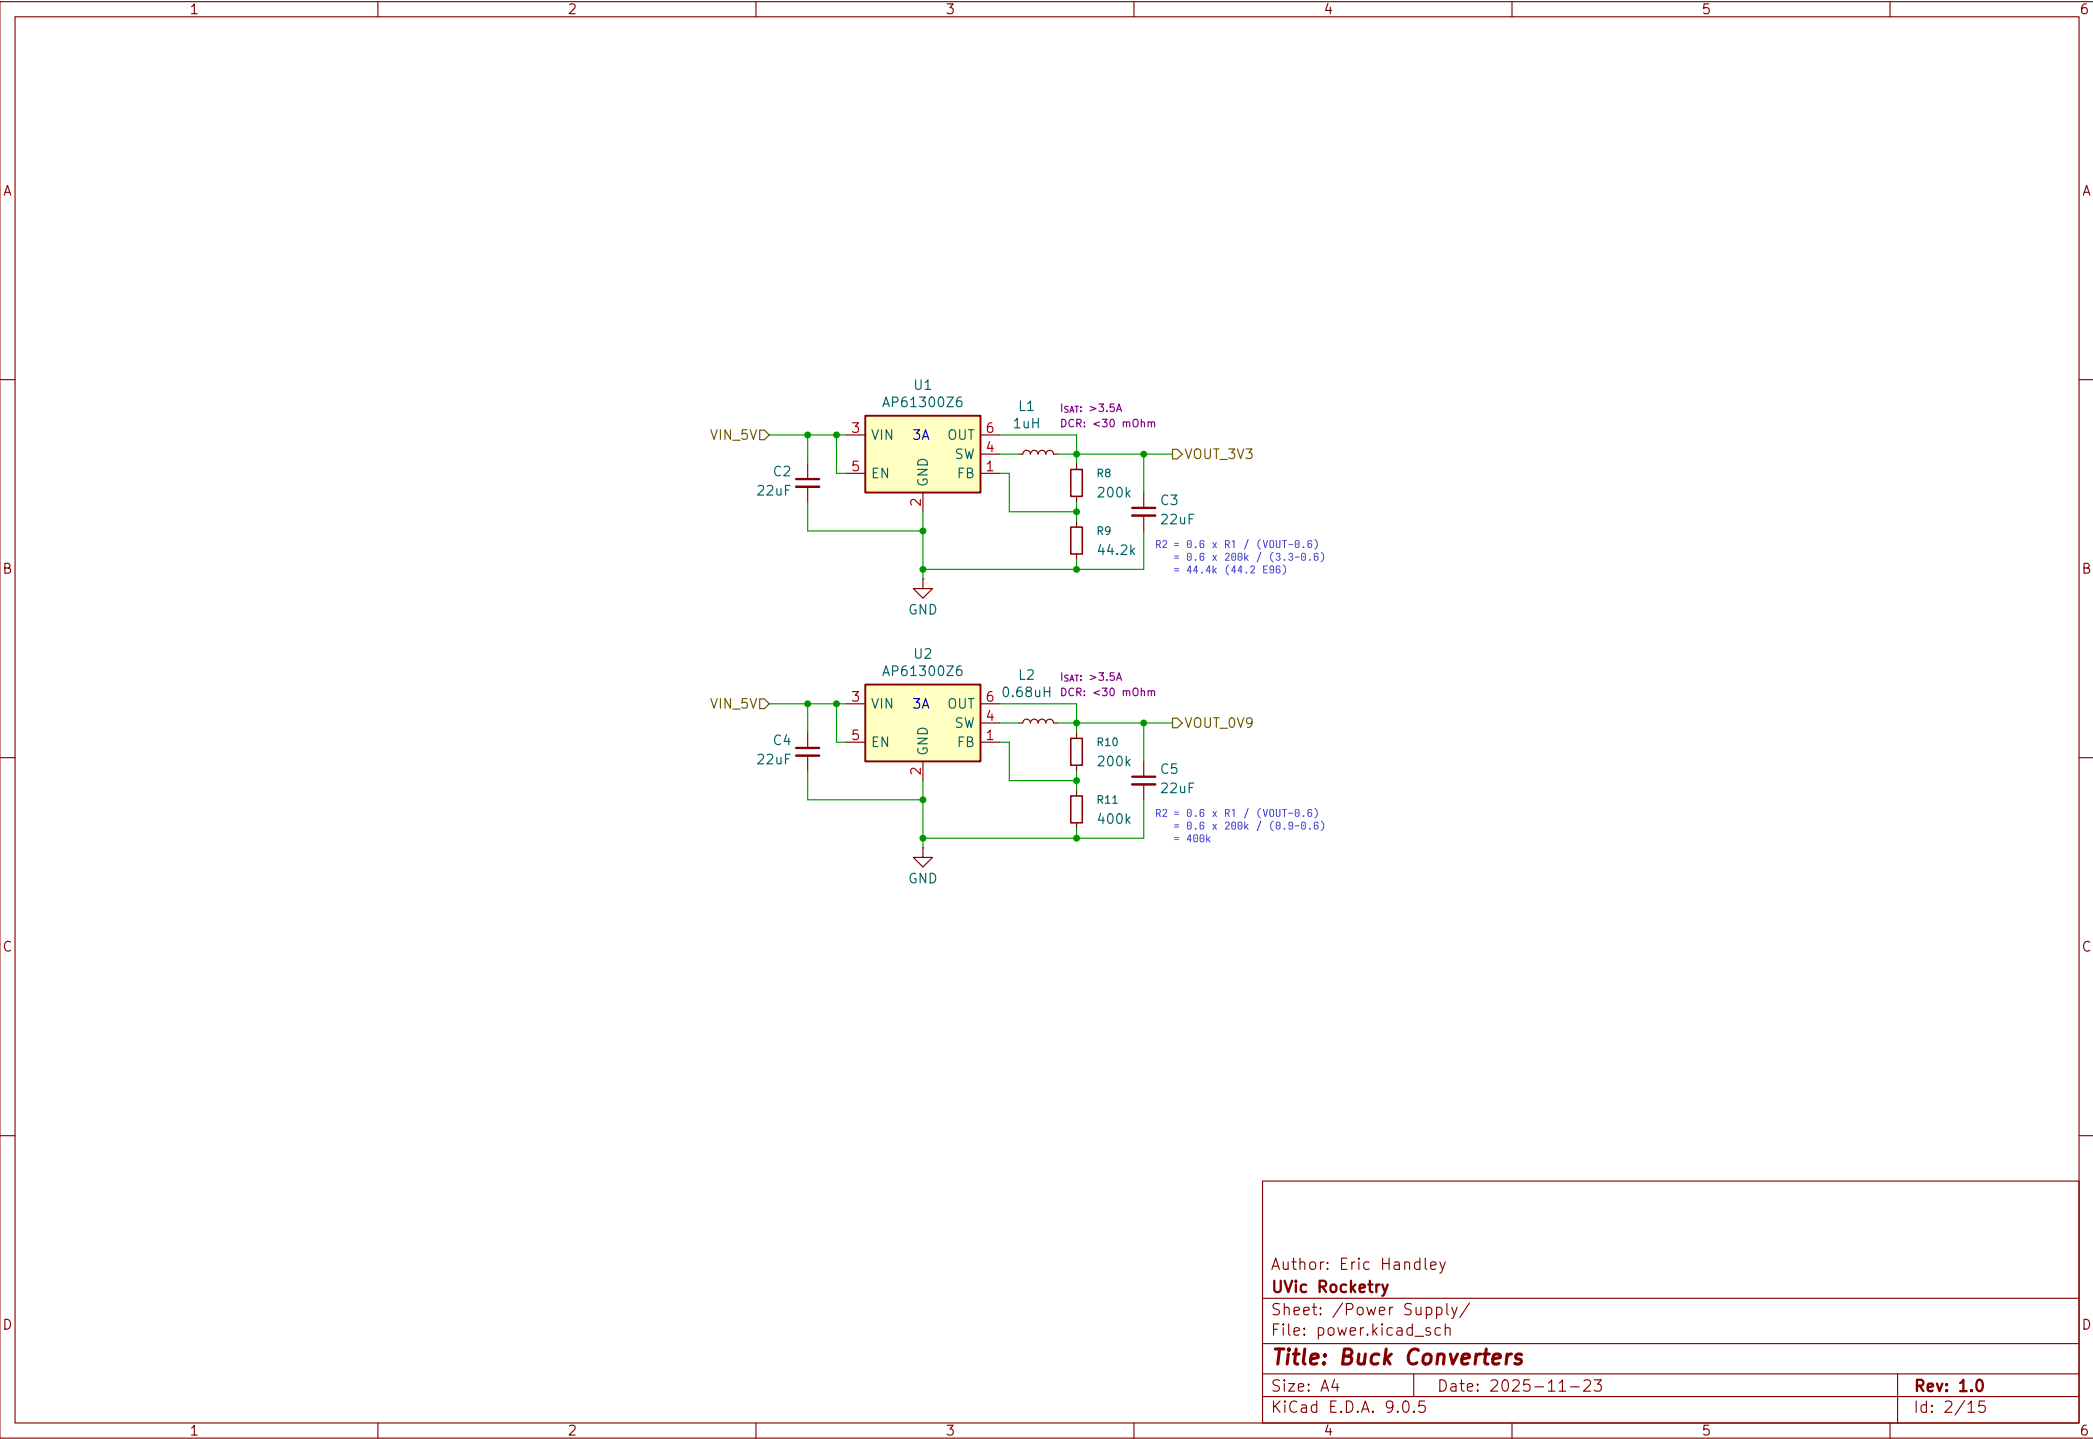 1 2 3 4 5 6
A A
U1
AP61300Z6
L1
1uH
ISAT: >3.5A
DCR: <30 mOhm
VIN_5V
3 VIN 3A OUT 6
SW 4
5 EN GND FB 1
2
VOUT_3V3
C2
22uF
R8
200k
C3
22uF
R9
44.2k
R2 = 0.6 x R1 / (VOUT-0.6)
= 0.6 x 200k / (3.3-0.6)
= 44.4k (44.2 E96)
B B
GND
U2
AP61300Z6
L2
0.68uH
ISAT: >3.5A
DCR: <30 mOhm
VIN_5V
3 VIN 3A OUT 6
SW 4
5 EN GND FB 1
2
VOUT_0V9
C4
22uF
R10
200k
C5
22uF
R11
400k
R2 = 0.6 x R1 / (VOUT-0.6)
= 0.6 x 200k / (0.9-0.6)
= 400k
GND
C C
Author: Eric Handley
UVic Rocketry
Sheet: /Power Supply/
File: power.kicad_sch
D D
Title: Buck Converters
Size: A4 Date: 2025-11-23 Rev: 1.0
KiCad E.D.A. 9.0.5 Id: 2/15
1 2 3 4 5 6